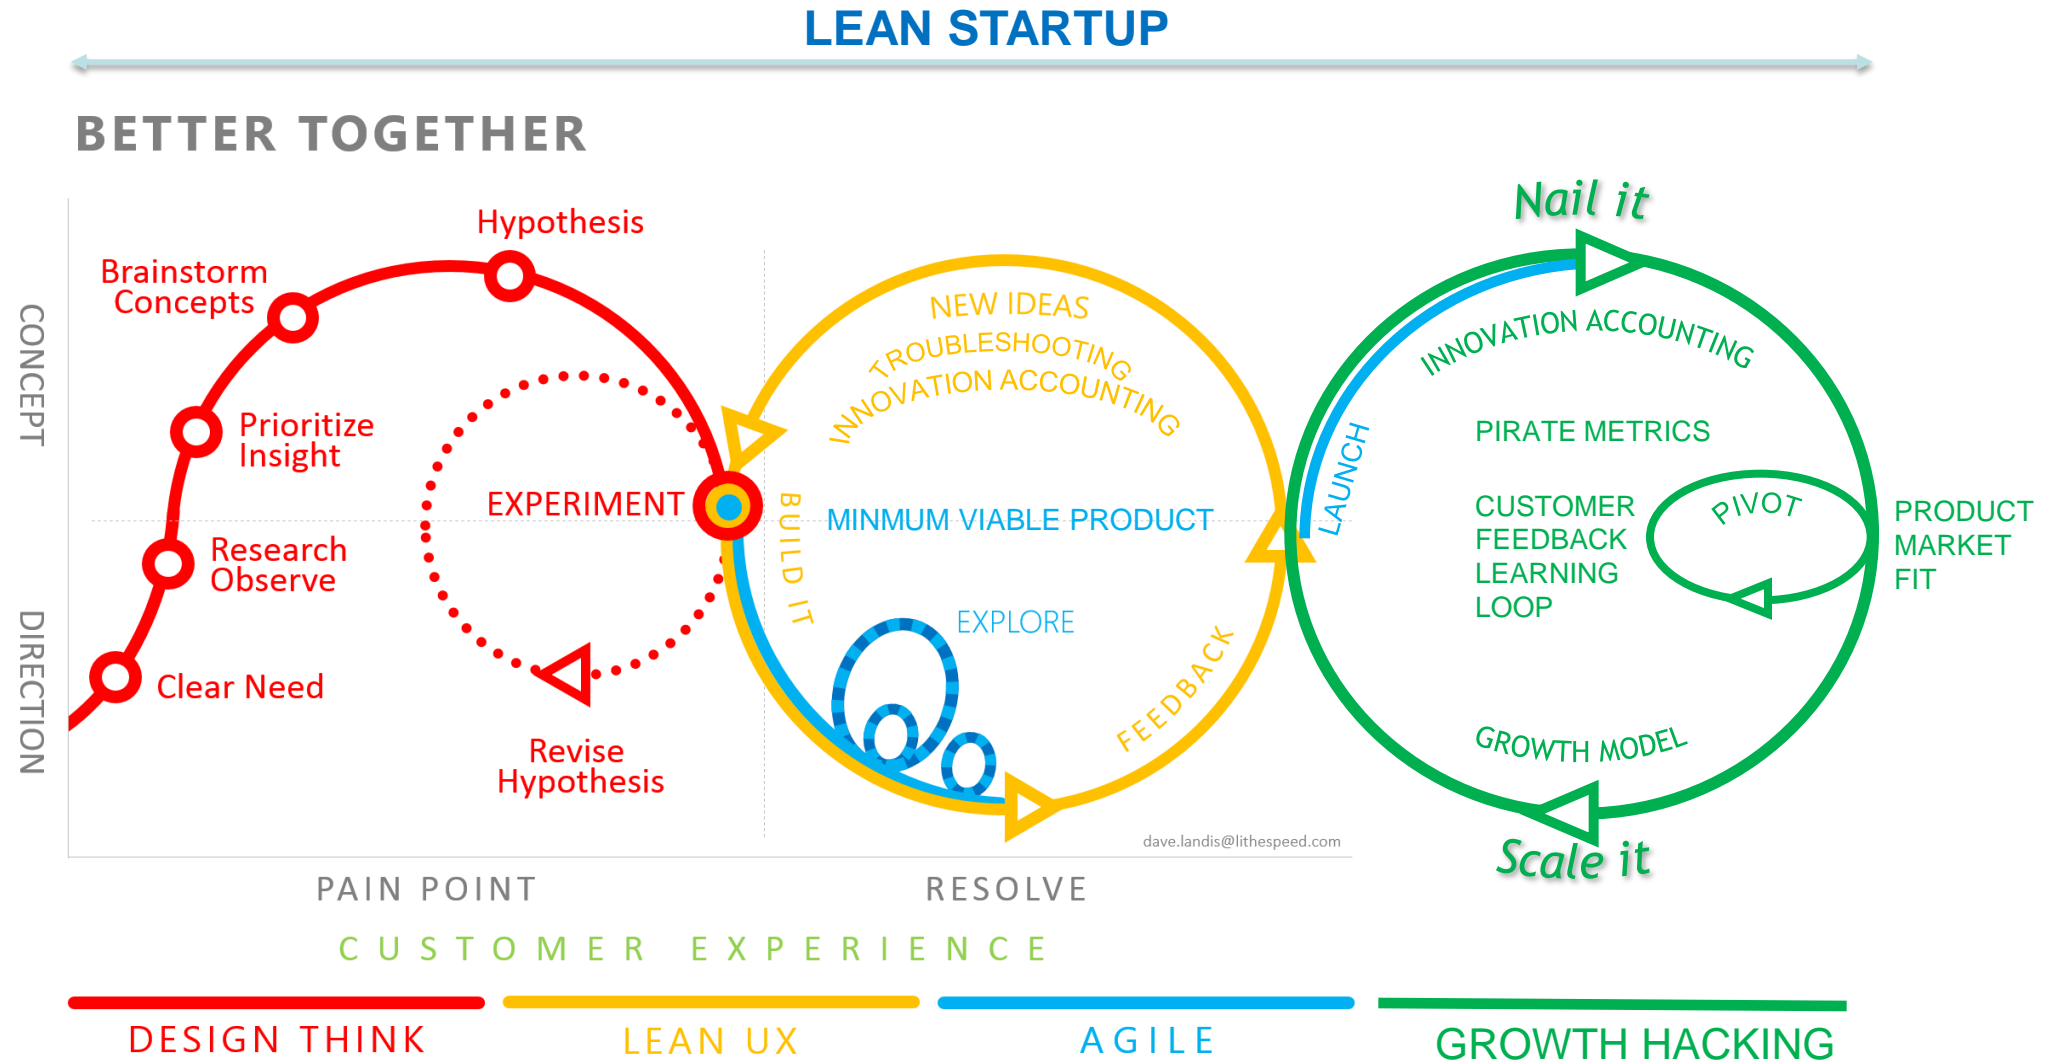 LEAN STARTUP
BETTER TOGETHER
CONCEPT
DIRECTION
Hypothesis
Brainstorm
Concepts
Prioritize
Insight
EXPERIMENT
Research
Observe
Clear Need
Revise
Hypothesis
NEW IDEAS
TROUBLESHOOTING
INNOVATION ACCOUNTING
BUILD IT
MINMUM VIABLE PRODUCT
EXPLORE
FEEDBACK
dave.landis@lithespeed.com
Nail it
LAUNCH
INNOVATION ACCOUNTING
PIRATE METRICS
CUSTOMER
FEEDBACK
LEARNING
LOOP
PIVOT
PRODUCT
MARKET
FIT
GROWTH MODEL
Scale it
PAIN POINT
RESOLVE
CUSTOMER EXPERIENCE
DESIGN THINK
LEAN UX
AGILE
GROWTH HACKING